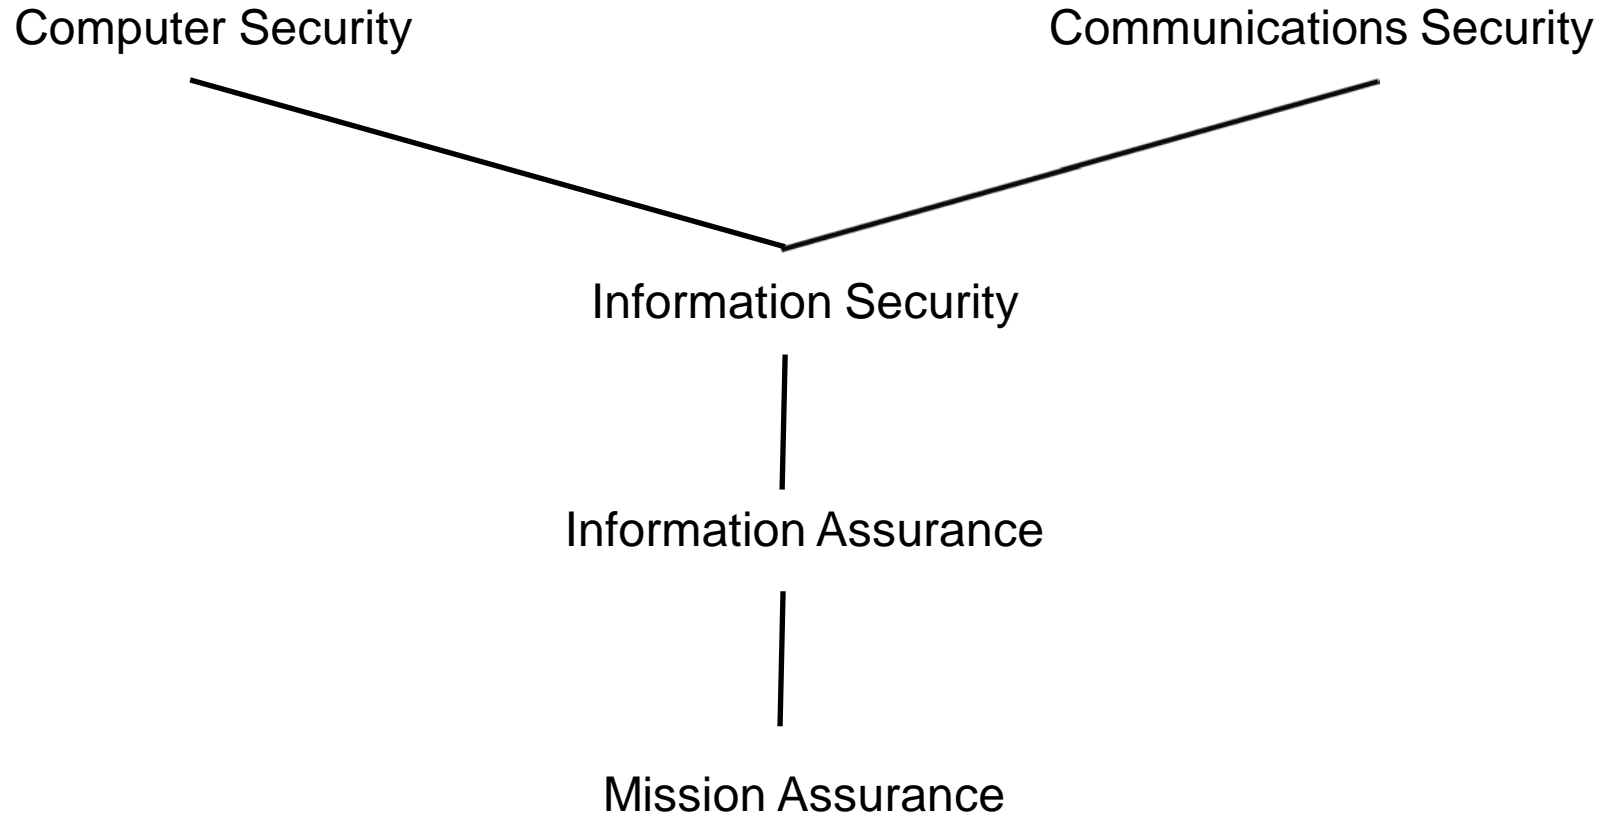 Computer Security
Communications Security
Information Security
Information Assurance
Mission Assurance